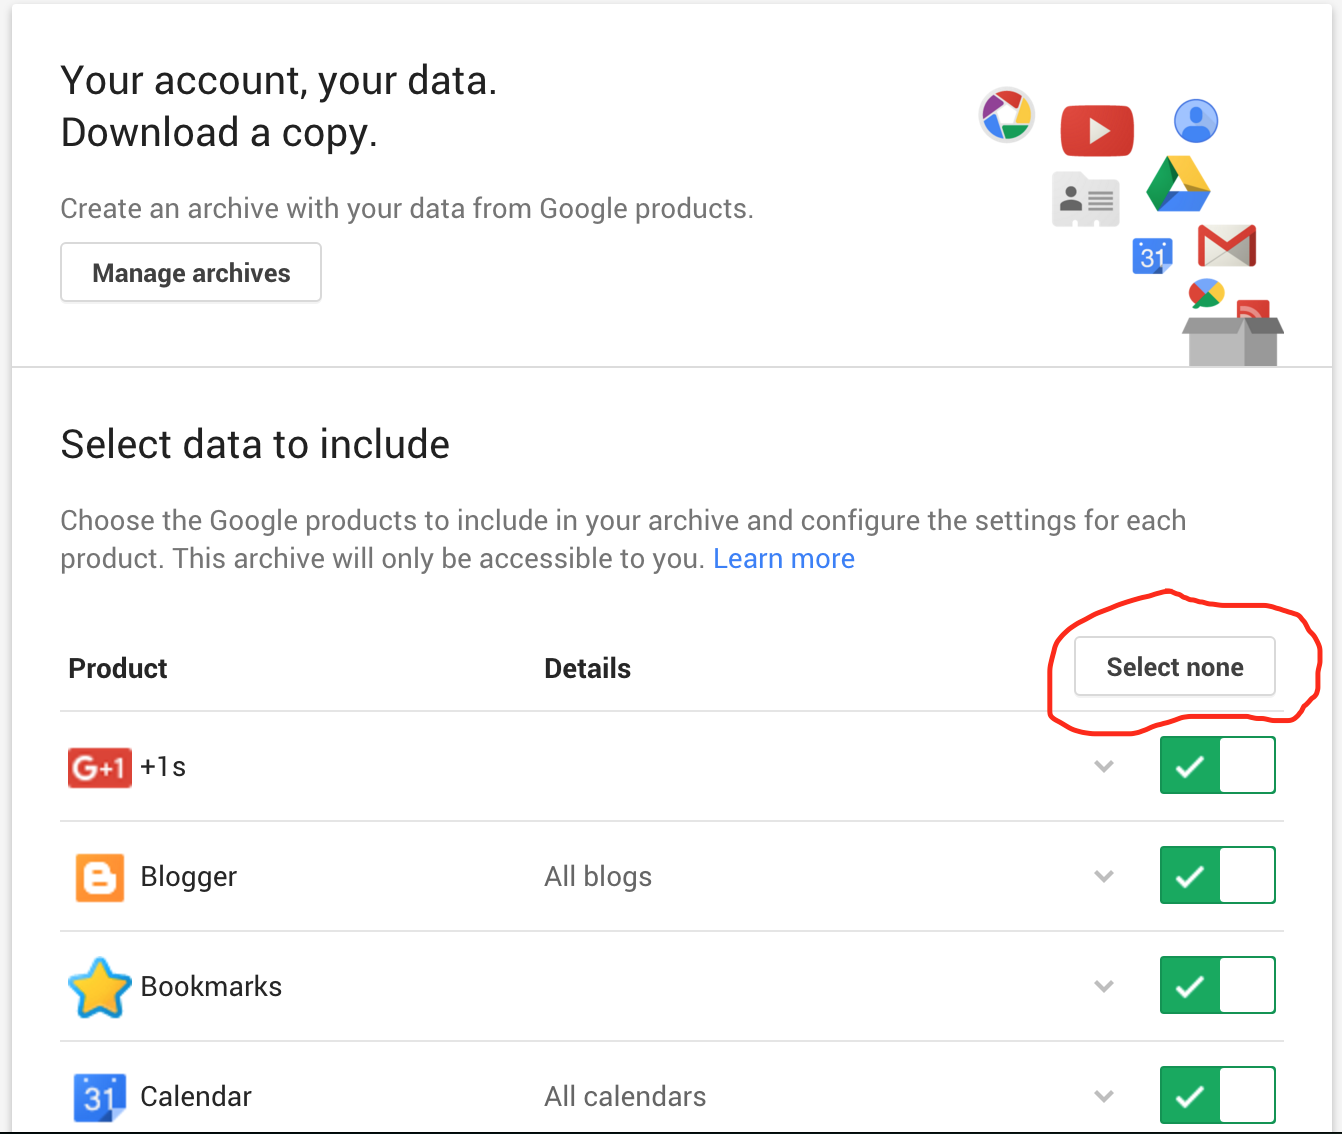 Your account, your data.
Download a copy.
Create an archive with your data from Google products.
Manage archives
31
Select data to include
Choose the Google products to include in your archive and configure the settings for each
product. This archive will only be accessible to you. Learn more
Product Details Select none
G+1 +1s
Blogger All blogs
Bookmarks
31 Calendar All calendars